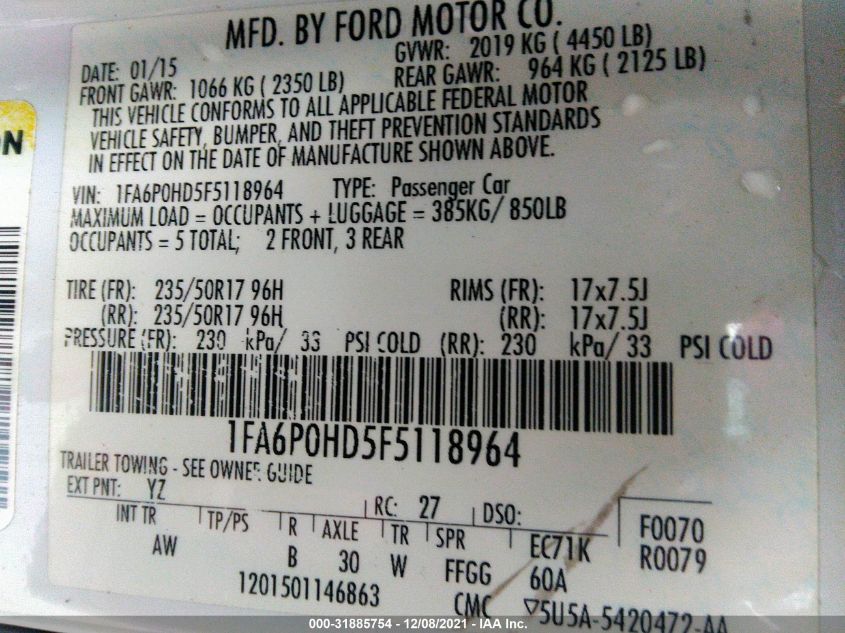 MFD. BY FORD MOTOR CO.
DATE: 01/15 GVWR: 2019 KG ( 4450 LB)
FRONT GAWR: 1066 KG ( 2350 LB) REAR GAWR: 964 KG ( 2125 LB)
THIS VEHICLE CONFORMS TO ALL APPLICABLE FEDERAL MOTOR
VEHICLE SAFETY, BUMPER, AND THEFT PREVENTION STANDARDS
IN EFFECT ON THE DATE OF MANUFACTURE SHOWN ABOVE.
VIN: 1FA6P0HD5F5118964 TYPE: Passenger Car
MAXIMUM LOAD = OCCUPANTS + LUGGAGE = 385KG/ 850LB
OCCUPANTS = 5 TOTAL; 2 FRONT, 3 REAR
TIRE (FR): 235/50R17 96H RIMS (FR): 17x7.5J
(RR): 235/50R17 96H (RR): 17x7.5J
PRESSURE (FR): 230 kPa/ 33 PSI COLD (RR): 230 kPa/ 33 PSI COLD
1FA6P0HD5F5118964
TRAILER TOWING - SEE OWNER GUIDE
EXT PNT: YZ RC: 27 DSO:
INT TR TP/PS R AXLE TR SPR EC71K F0070
AW B 30 W FFGG 60A R0079
1201501146863 CMC ▽5U5A-5420472-AA
000-31885754 - 12/08/2021 - IAA Inc.